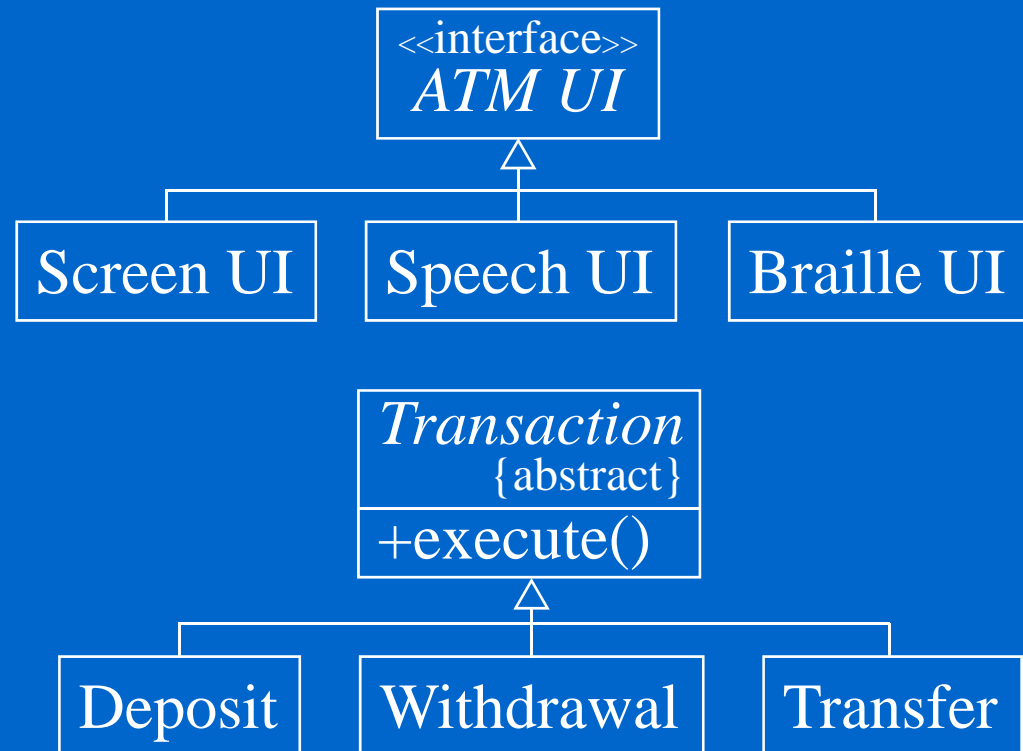 <<interface>>
ATM UI
Screen UI
Speech UI
Braille UI
Transaction
{abstract}
+execute()
Deposit
Withdrawal
Transfer